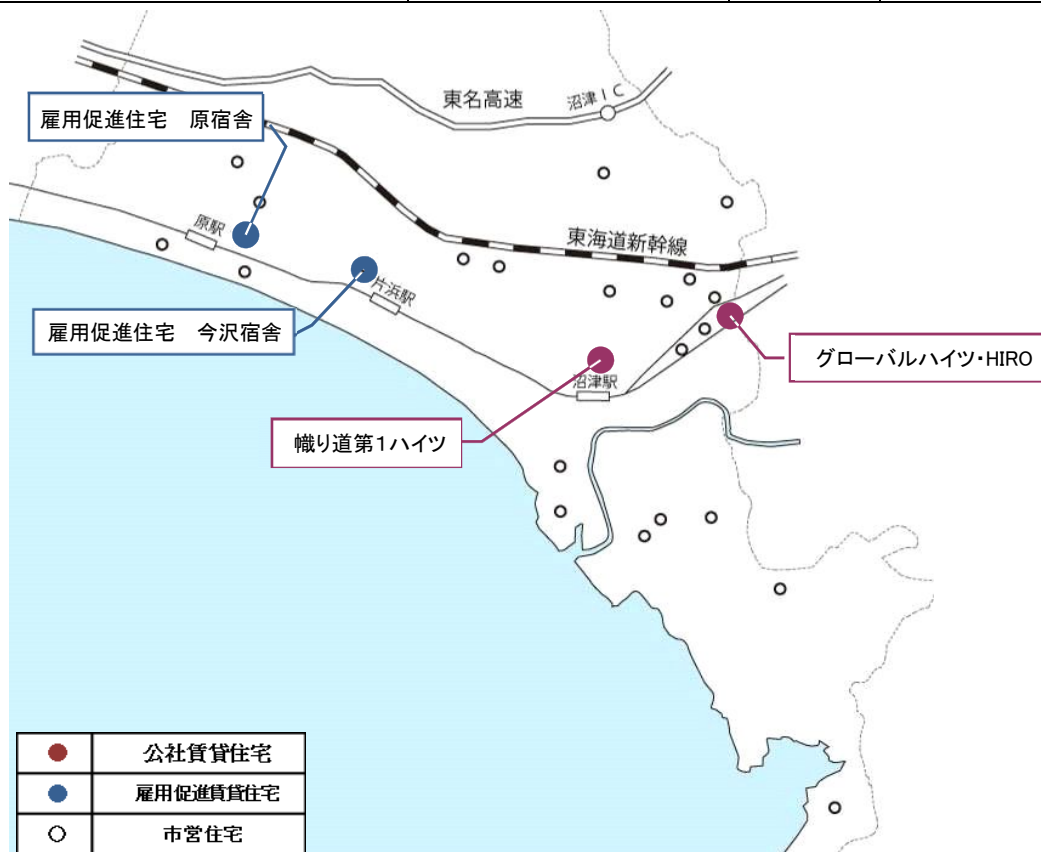 東名高速
沼津IC
雇用促進住宅 原宿舎
原駅
東海道新幹線
片浜駅
雇用促進住宅 今沢宿舎
グローバルハイツ・HIRO
沼津駅
幟り道第1ハイツ
公社賃貸住宅
雇用促進賃貸住宅
市営住宅